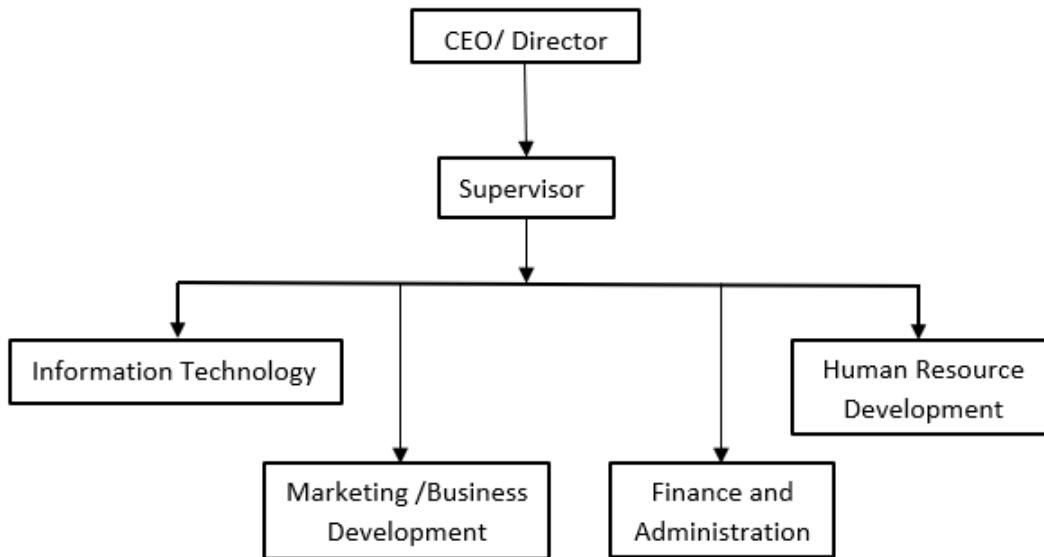 CEO/ Director
Supervisor
Information Technology
Human Resource
Development
Marketing /Business
Development
Finance and
Administration